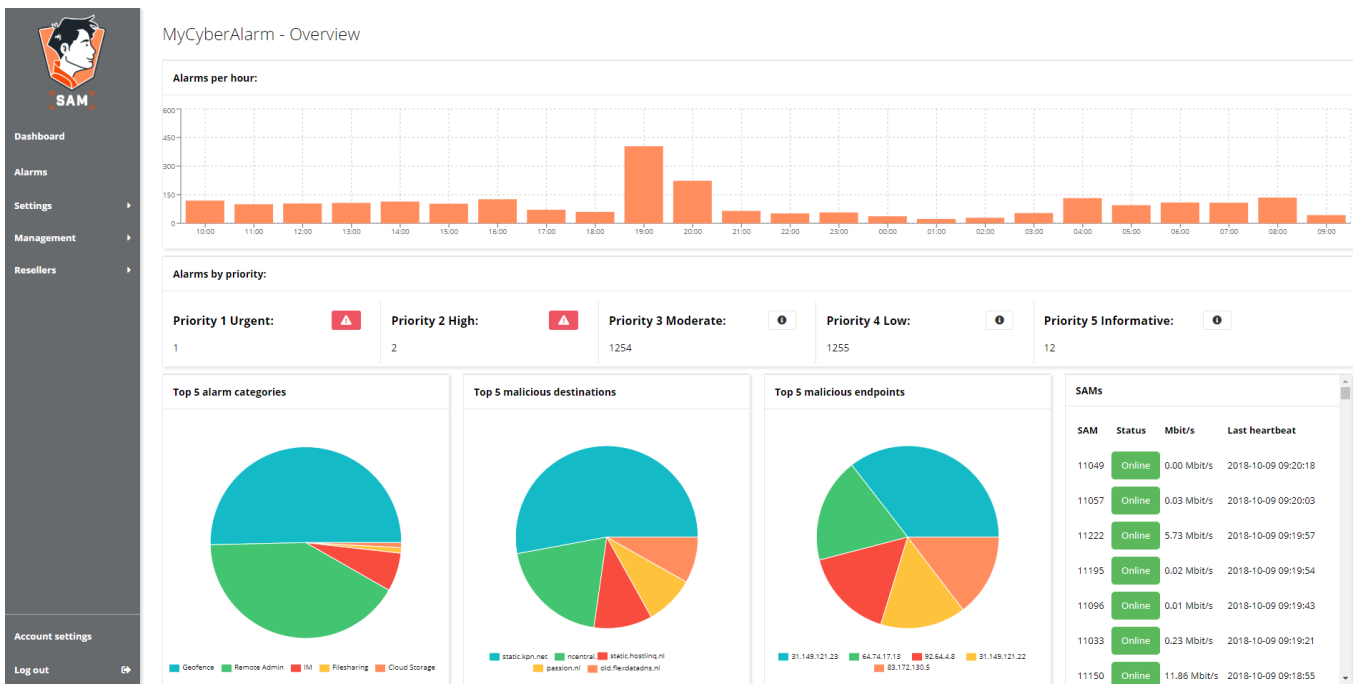 SAM
Dashboard
Alarms
Settings
Management
Resellers
Account settings
Log out
MyCyberAlarm - Overview
Alarms per hour:
600
450
300
150
0
10:00 11:00 12:00 13:00 14:00 15:00 16:00 17:00 18:00 19:00 20:00 21:00 22:00 23:00 00:00 01:00 02:00 03:00 04:00 05:00 06:00 07:00 08:00 09:00
Alarms by priority:
Priority 1 Urgent: Priority 2 High: Priority 3 Moderate: Priority 4 Low: Priority 5 Informative:
1 2 1254 1255 12
Top 5 alarm categories
Geofence Remote Admin IM Filesharing Cloud Storage
Top 5 malicious destinations
static.kpn.net ncentral. static.hosting.nl
passion.nl old.flexdatadns.nl
Top 5 malicious endpoints
31.149.121.23 64.74.17.13 92.64.4.8 31.149.121.22
83.172.130.5
SAMs
SAM Status Mbit/s Last heartbeat
11049 Online 0.00 Mbit/s 2018-10-09 09:20:18
11057 Online 0.03 Mbit/s 2018-10-09 09:20:03
11222 Online 5.73 Mbit/s 2018-10-09 09:19:57
11195 Online 0.02 Mbit/s 2018-10-09 09:19:54
11096 Online 0.01 Mbit/s 2018-10-09 09:19:43
11033 Online 0.23 Mbit/s 2018-10-09 09:19:21
11150 Online 11.86 Mbit/s 2018-10-09 09:18:55